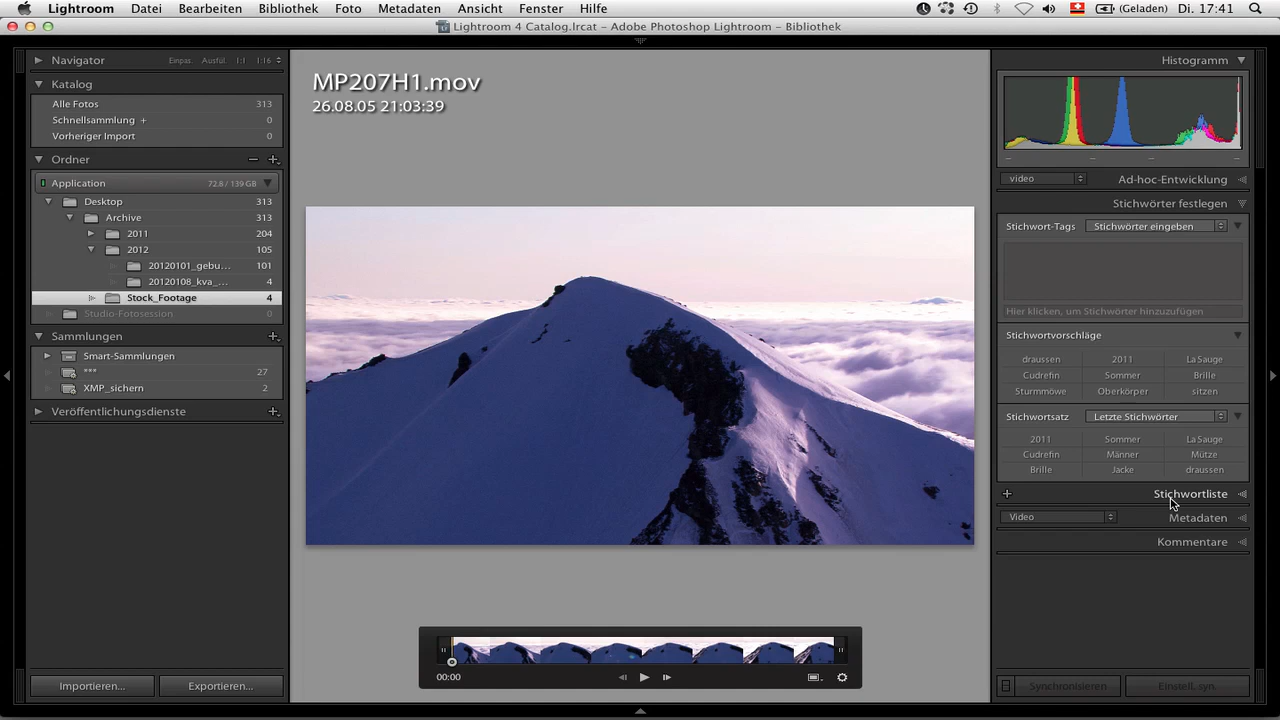 Lightroom Datei Bearbeiten Bibliothek Foto Metadaten Ansicht Fenster Hilfe (Geladen) Di. 17:41
Lightroom 4 Catalog.lrcat – Adobe Photoshop Lightroom – Bibliothek
Navigator Einpas. Ausfül. 1:1 1:16
Katalog
Alle Fotos 313
Schnellsammlung + 0
Vorheriger Import 0
Ordner
Application 72.8 / 139 GB
Desktop 313
Archive 313
2011 204
2012 105
20120101_gebu... 101
20120108_kva_... 4
Stock_Footage 4
Studio-Fotosession 0
Sammlungen
Smart-Sammlungen
*** 27
XMP_sichern 2
Veröffentlichungsdienste
Importieren... Exportieren...
MP207H1.mov
26.08.05 21:03:39
00:00
Histogramm
video Ad-hoc-Entwicklung
Stichwörter festlegen
Stichwort-Tags Stichwörter eingeben
Hier klicken, um Stichwörter hinzuzufügen
Stichwortvorschläge
draussen 2011 La Sauge
Cudrefin Sommer Brille
Sturmmöwe Oberkörper sitzen
Stichwortsatz Letzte Stichwörter
2011 Sommer La Sauge
Cudrefin Männer Mütze
Brille Jacke draussen
Stichwortliste
Video Metadaten
Kommentare
Synchronisieren Einstell. syn.